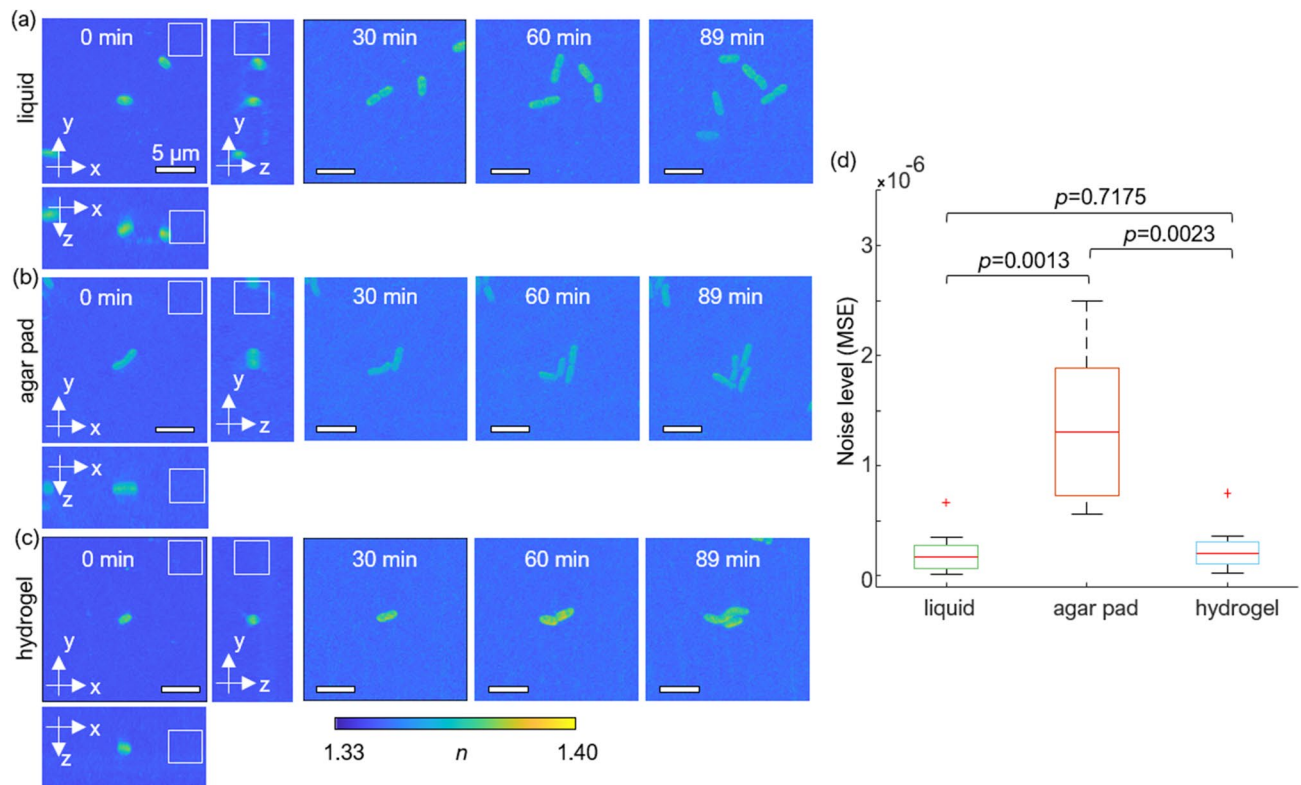 (a)
liquid
0 min
30 min
60 min
89 min
y
x
5 µm
y
z
x
z
(b)
agar pad
0 min
30 min
60 min
89 min
y
x
y
z
x
z
(c)
hydrogel
0 min
30 min
60 min
89 min
y
x
y
z
x
z
1.33
n
1.40
(d)
×10⁻⁶
Noise level (MSE)
3
2
1
0
p=0.7175
p=0.0023
p=0.0013
liquid
agar pad
hydrogel